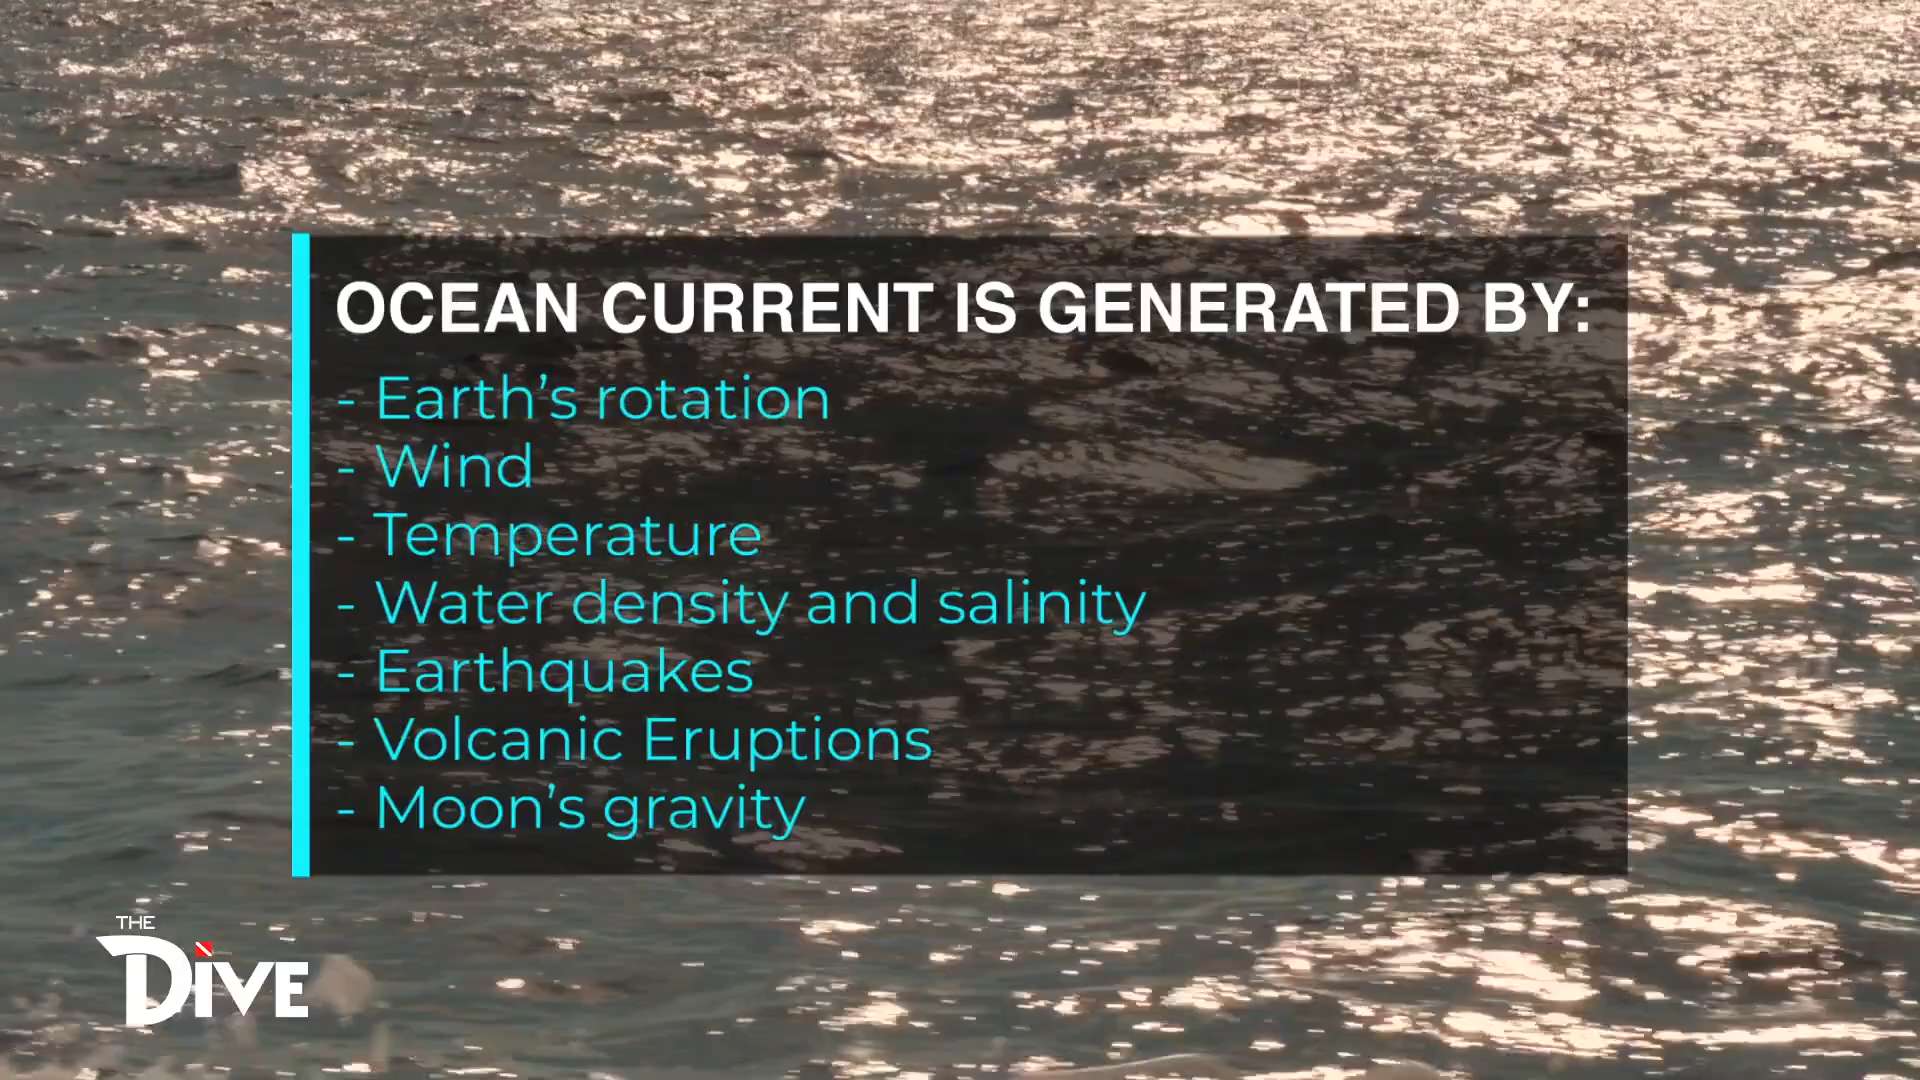 OCEAN CURRENT IS GENERATED BY:
- Earth’s rotation
- Wind
- Temperature
- Water density and salinity
- Earthquakes
- Volcanic Eruptions
- Moon’s gravity
THE
DIVE